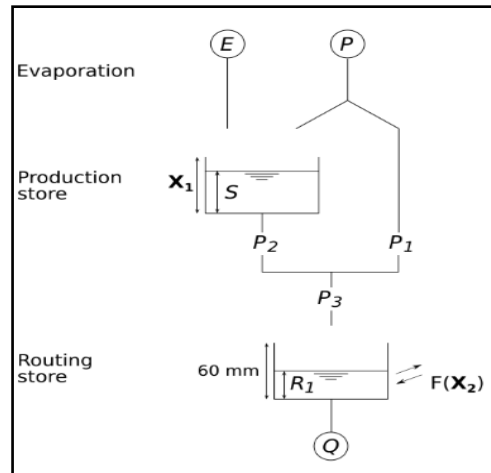 E
P
Evaporation
Production
store
X1
S
P2
P1
P3
Routing
store
60 mm
R1
F(X2)
Q